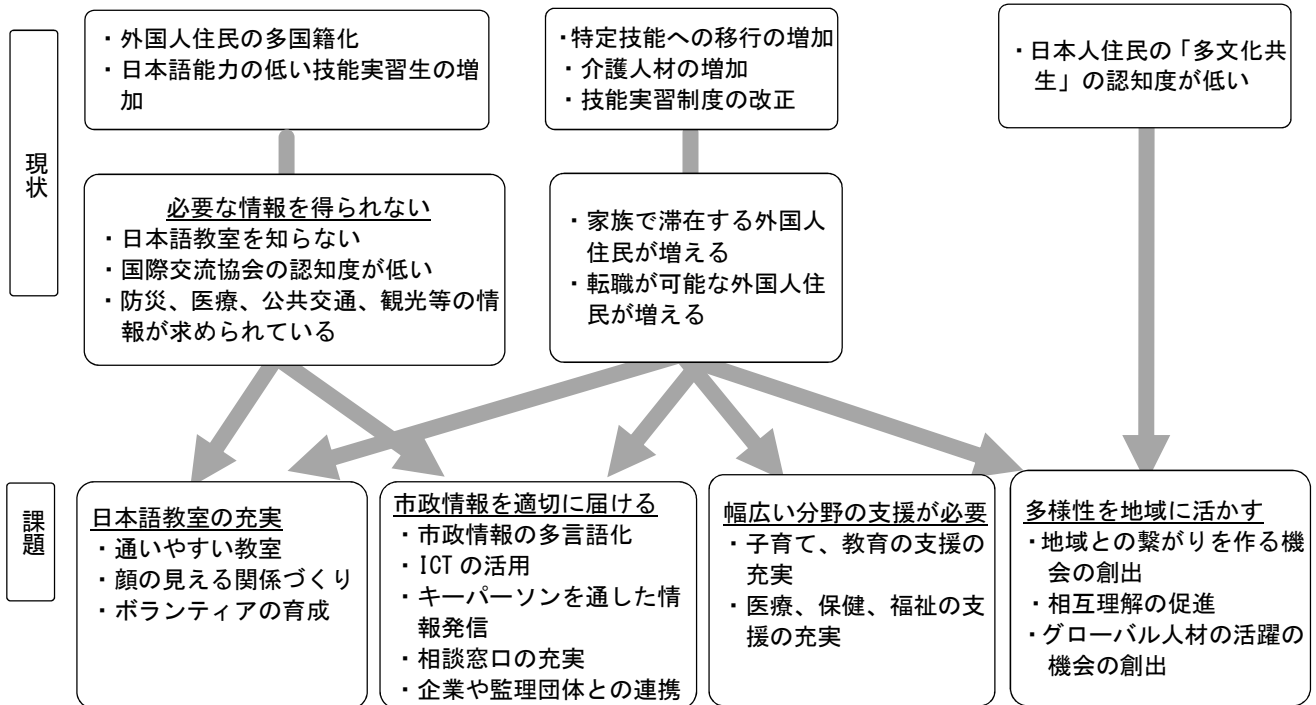 現状
・外国人住民の多国籍化
・日本語能力の低い技能実習生の増
加
・特定技能への移行の増加
・介護人材の増加
・技能実習制度の改正
・日本人住民の「多文化共
生」の認知度が低い
必要な情報を得られない
・日本語教室を知らない
・国際交流協会の認知度が低い
・防災、医療、公共交通、観光等の情
報が求められている
・家族で滞在する外国人
住民が増える
・転職が可能な外国人住
民が増える
課題
日本語教室の充実
・通いやすい教室
・顔の見える関係づくり
・ボランティアの育成
市政情報を適切に届ける
・市政情報の多言語化
・ICTの活用
・キーパーソンを通した情
報発信
・相談窓口の充実
・企業や監理団体との連携
幅広い分野の支援が必要
・子育て、教育の支援の
充実
・医療、保健、福祉の支
援の充実
多様性を地域に活かす
・地域との繋がりを作る機
会の創出
・相互理解の促進
・グローバル人材の活躍の
機会の創出